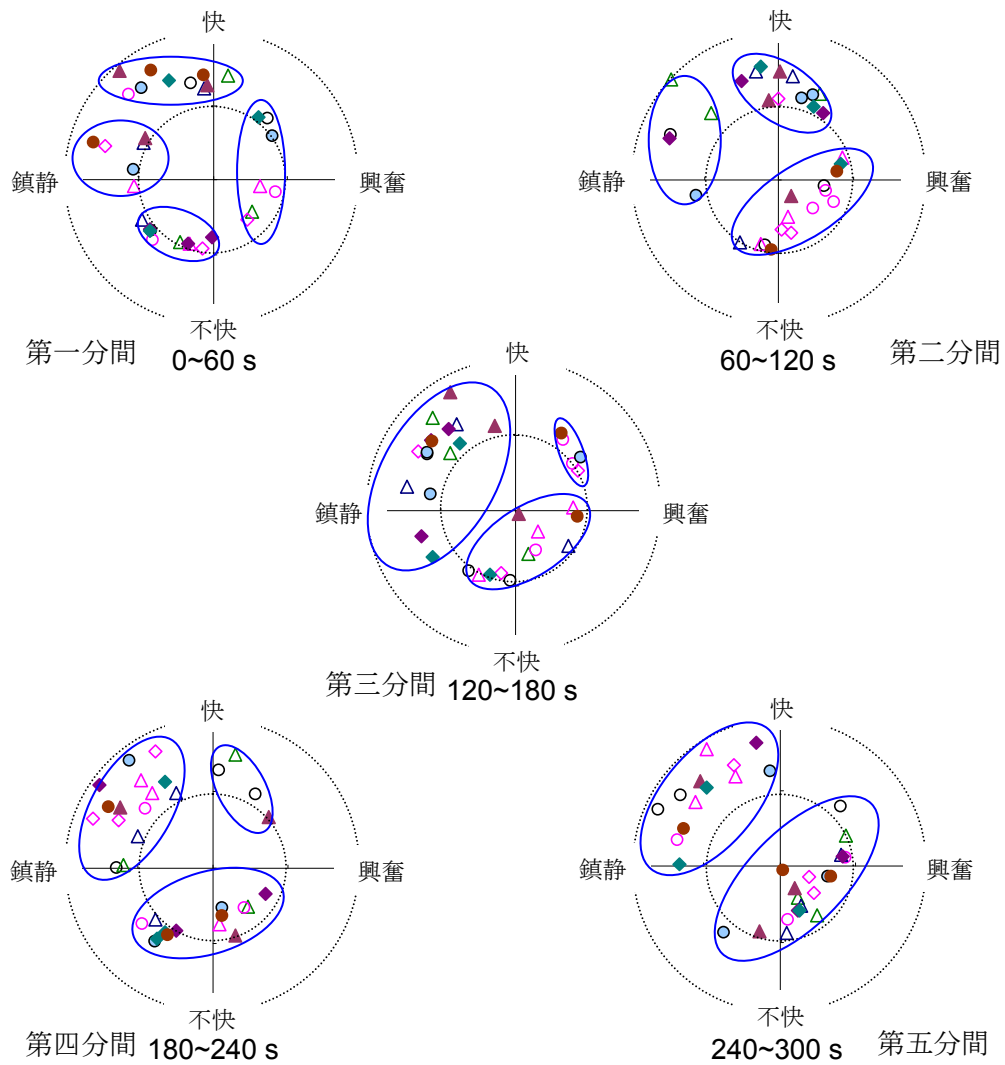 快
鎮静
興奮
不快
第一分間 0~60 s
快
鎮静
興奮
不快
60~120 s 第二分間
快
鎮静
興奮
不快
第三分間 120~180 s
快
鎮静
興奮
不快
第四分間 180~240 s
快
鎮静
興奮
不快
240~300 s 第五分間